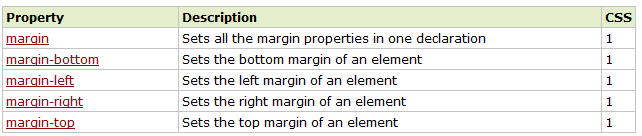 Property Description CSS
margin Sets all the margin properties in one declaration 1
margin-bottom Sets the bottom margin of an element 1
margin-left Sets the left margin of an element 1
margin-right Sets the right margin of an element 1
margin-top Sets the top margin of an element 1